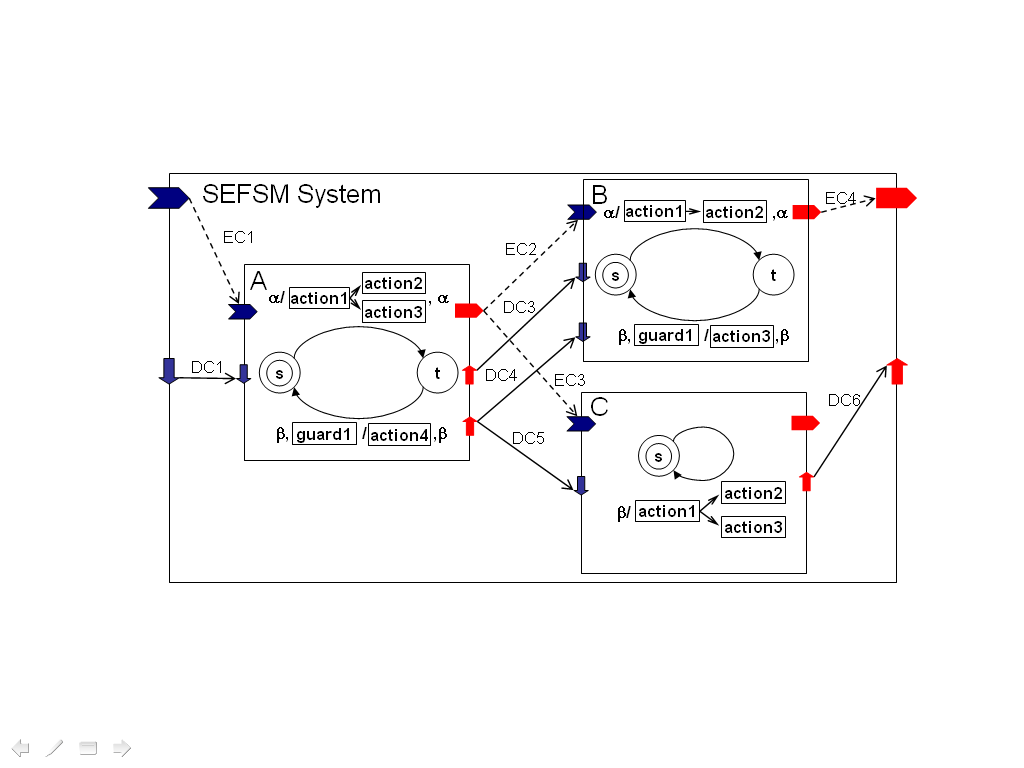 SEFSM System
EC1
DC1
A
α/ action1 action2 action3 , α
s
t
β, guard1 / action4 ,β
EC2
DC3
DC4
EC3
DC5
B
α/ action1 action2 ,α
s
t
β, guard1 / action3 ,β
EC4
C
s
β/ action1 action2 action3
DC6